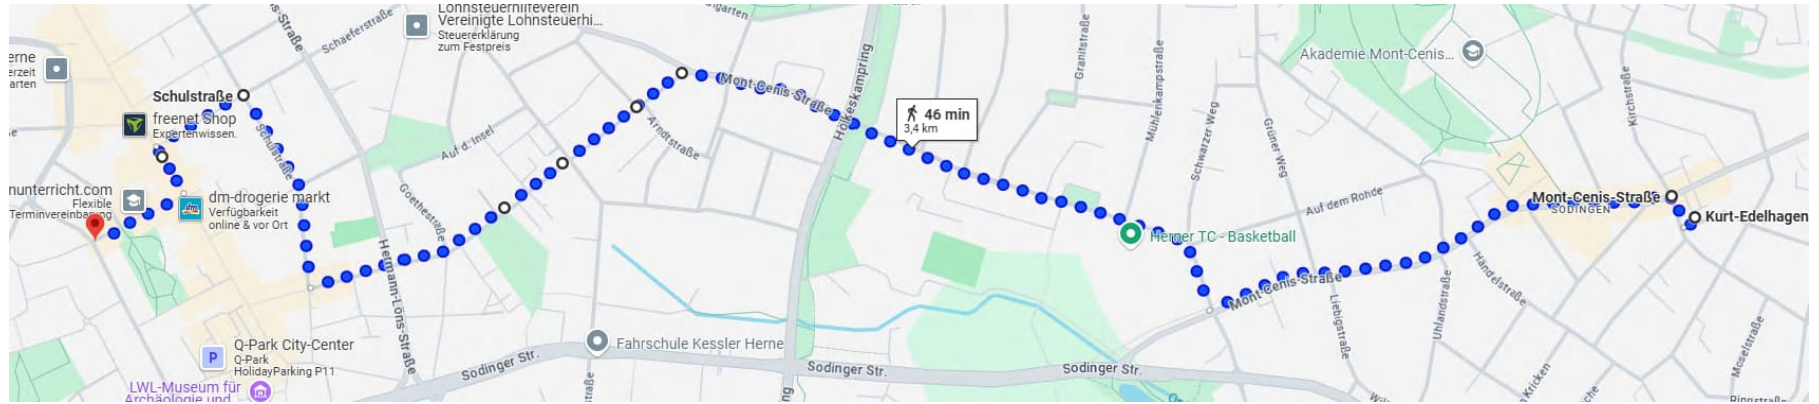 Lohnsteuerhilfeverein
Vereinigte Lohnsteuerhi...
Steuererklärung
zum Festpreis
Schaeferstraße
Hölkeskampring
Granitstraße
Mühlenkampstraße
Schwarzer Weg
Grüner Weg
Akademie Mont-Cenis...
Kirchstraße
Schulstraße
freenet Shop
Expertenwissen.
Schulstraße
Auf d. Insel
Arndtstraße
Mont-Cenis-Straße
46 min
3,4 km
nunterricht.com
Flexible
Terminvereinbarung
dm-drogerie markt
Verfügbarkeit
online & vor Ort
Goethestraße
Hermann-Löns-Straße
Herner TC - Basketball
Auf dem Rohde
Mont-Cenis-Straße
SODINGEN
Kurt-Edelhagen
Mont-Cenis-Straße
Liebigstraße
Uhlandstraße
Händelstraße
Moselstraße
Q-Park City-Center
Q-Park
HolidayParking P11
P
LWL-Museum für
Archäologie und
Sodinger Str.
Fahrschule Kessler Herne
Sodinger Str.
Sodinger Str.